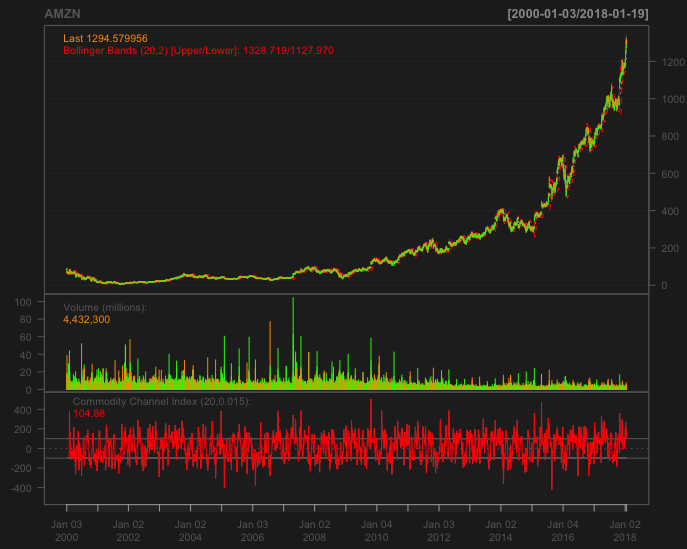 AMZN [2000-01-03/2018-01-19]
Last 1294.579956
Bollinger Bands (20,2) [Upper/Lower]: 1328.719/1127.970
1200
1000
800
600
400
200
0
Volume (millions):
4,432,300
100
80
60
40
20
0
Commodity Channel Index (20,0.015):
104.88
400
200
0
-200
-400
Jan 03 Jan 02 Jan 02 Jan 03 Jan 02 Jan 04 Jan 02 Jan 02 Jan 04 Jan 02
2000 2002 2004 2006 2008 2010 2012 2014 2016 2018